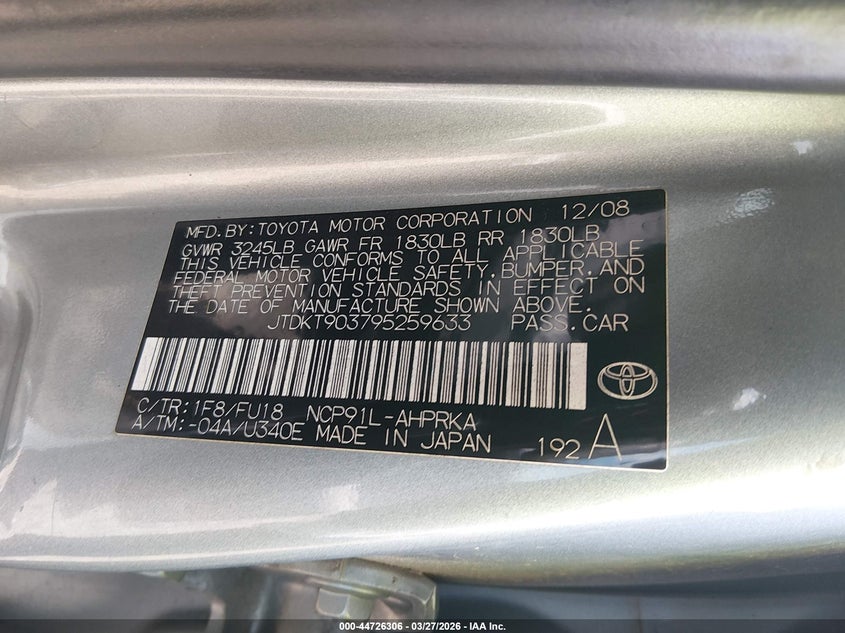 MFD.BY:TOYOTA MOTOR CORPORATION 12/08
GVWR 3245LB GAWR FR 1830LB RR 1830LB
THIS VEHICLE CONFORMS TO ALL APPLICABLE
FEDERAL MOTOR VEHICLE SAFETY,BUMPER,AND
THEFT PREVENTION STANDARDS IN EFFECT ON
THE DATE OF MANUFACTURE SHOWN ABOVE.
JTDKT903795259633 PASS.CAR
C/TR:1F8/FU18 NCP91L-AHPRKA
A/TM:-04A/U340E MADE IN JAPAN
192 A
000-44726306 | 03/27/2026 | IAA Inc.